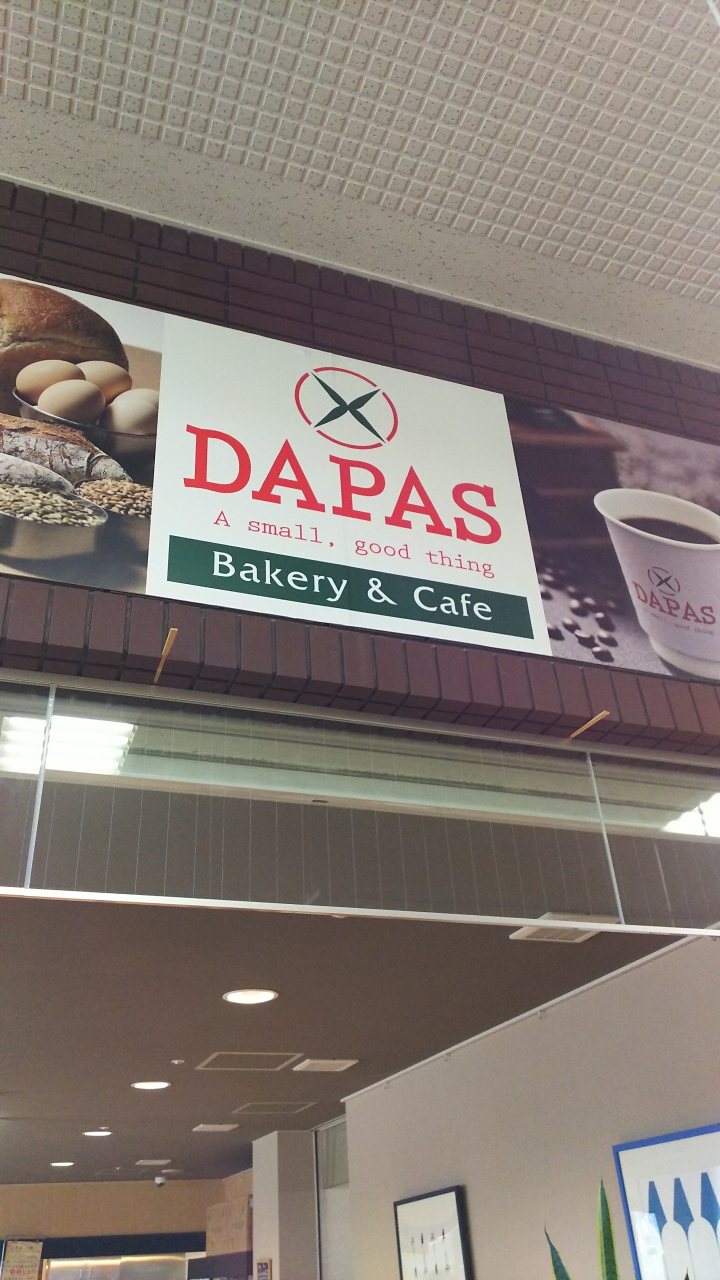 DAPAS
A small, good thing
Bakery & Cafe
DAPAS